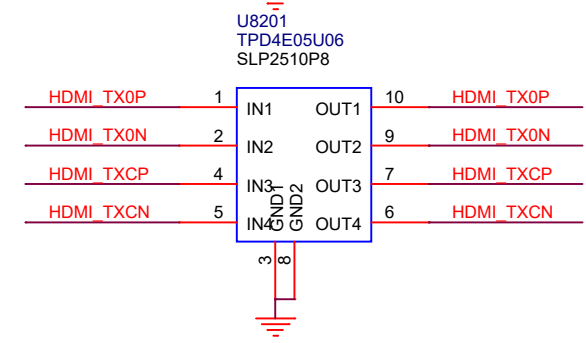 U8201
TPD4E05U06
SLP2510P8
HDMI_TX0P 1 IN1 OUT1 10 HDMI_TX0P
HDMI_TX0N 2 IN2 OUT2 9 HDMI_TX0N
HDMI_TXCP 4 IN3 OUT3 7 HDMI_TXCP
HDMI_TXCN 5 IN4 OUT4 6 HDMI_TXCN
GND1
GND2
3
8